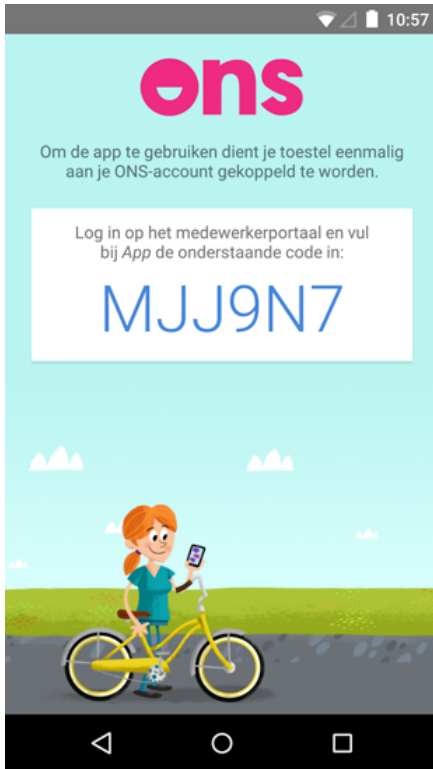 10:57
ons
Om de app te gebruiken dient je toestel eenmalig
aan je ONS-account gekoppeld te worden.
Log in op het medewerkerportaal en vul
bij App de onderstaande code in:
MJJ9N7